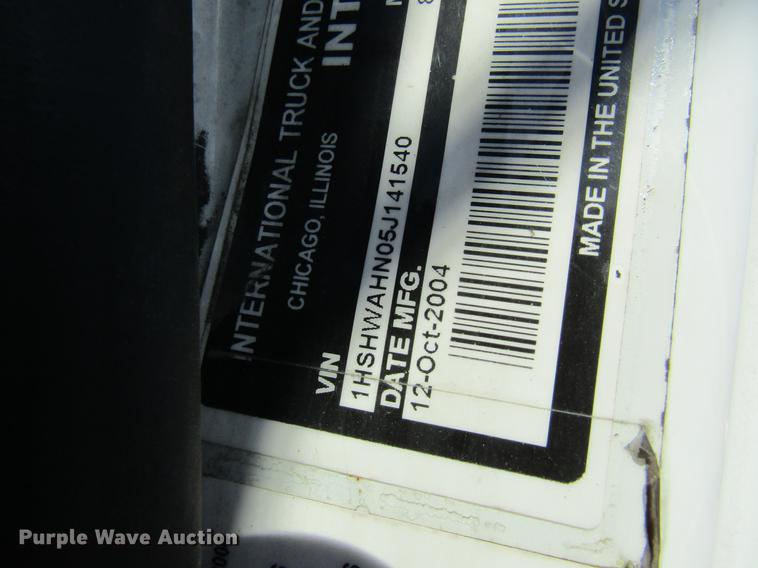 INTERNATIONAL TRUCK AND
CHICAGO, ILLINOIS
INT
VIN
1HSHWAHN05J141540
DATE MFG.
12-Oct-2004
MADE IN THE UNITED S
Purple Wave Auction